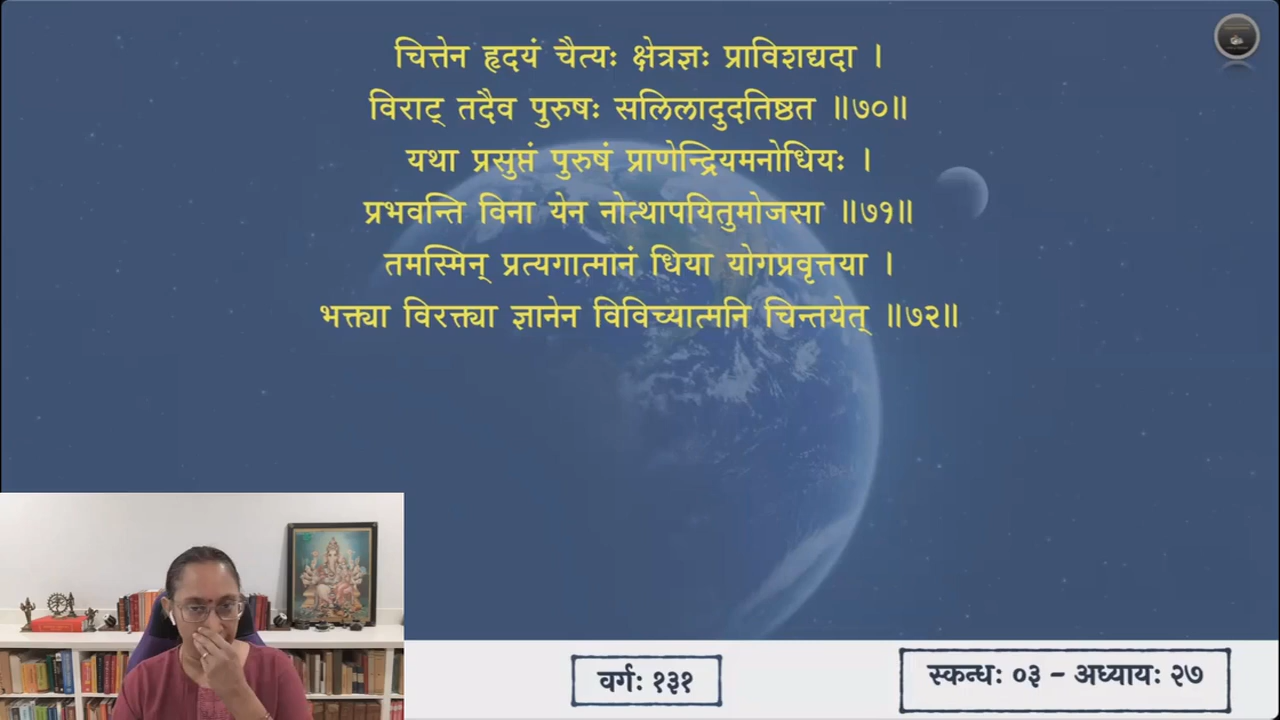 चित्तेन हृदयं चैत्यः क्षेत्रज्ञः प्राविशद्यदा ।
विराट् तदैव पुरुषः सलिलादुदतिष्ठत ॥७०॥
यथा प्रसुप्तं पुरुषं प्राणेन्द्रियमनोधियः ।
प्रभवन्ति विना येन नोत्थापयितुमोजसा ॥७१॥
तमस्मिन् प्रत्यगात्मानं धिया योगप्रवृत्तया ।
भक्त्या विरक्त्या ज्ञानेन विविच्यात्मनि चिन्तयेत् ॥७२॥
वर्गः १३१
स्कन्धः ०३ - अध्यायः २७